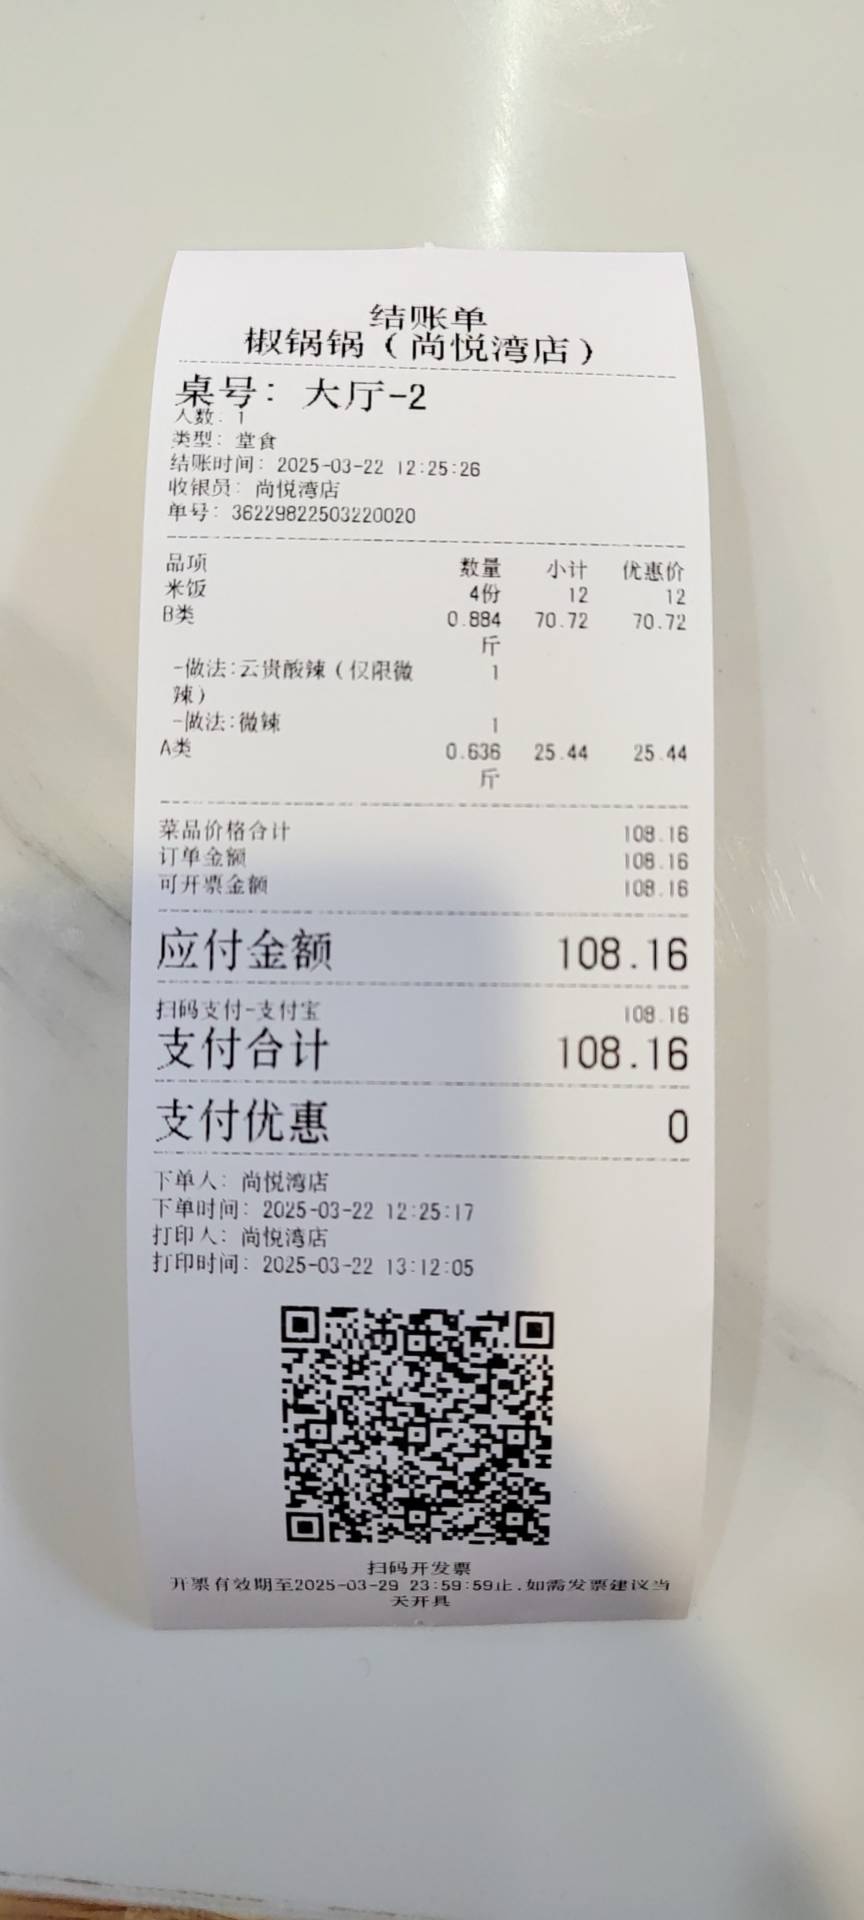 结账单
椒锅锅（尚悦湾店）
桌号：大厅-2
人数：1
类型：堂食
结账时间：2025-03-22 12:25:26
收银员：尚悦湾店
单号：36229822503220020
品项 数量 小计 优惠价
米饭 4份 12 12
B类 0.884 70.72 70.72
斤
-做法:云贵酸辣（仅限微 1
辣）
-做法:微辣 1
A类 0.636 25.44 25.44
斤
菜品价格合计 108.16
订单金额 108.16
可开票金额 108.16
应付金额 108.16
扫码支付-支付宝 108.16
支付合计 108.16
支付优惠 0
下单人：尚悦湾店
下单时间：2025-03-22 12:25:17
打印人：尚悦湾店
打印时间：2025-03-22 13:12:05
扫码开发票
开票有效期至2025-03-29 23:59:59止.如需发票建议当
天开具